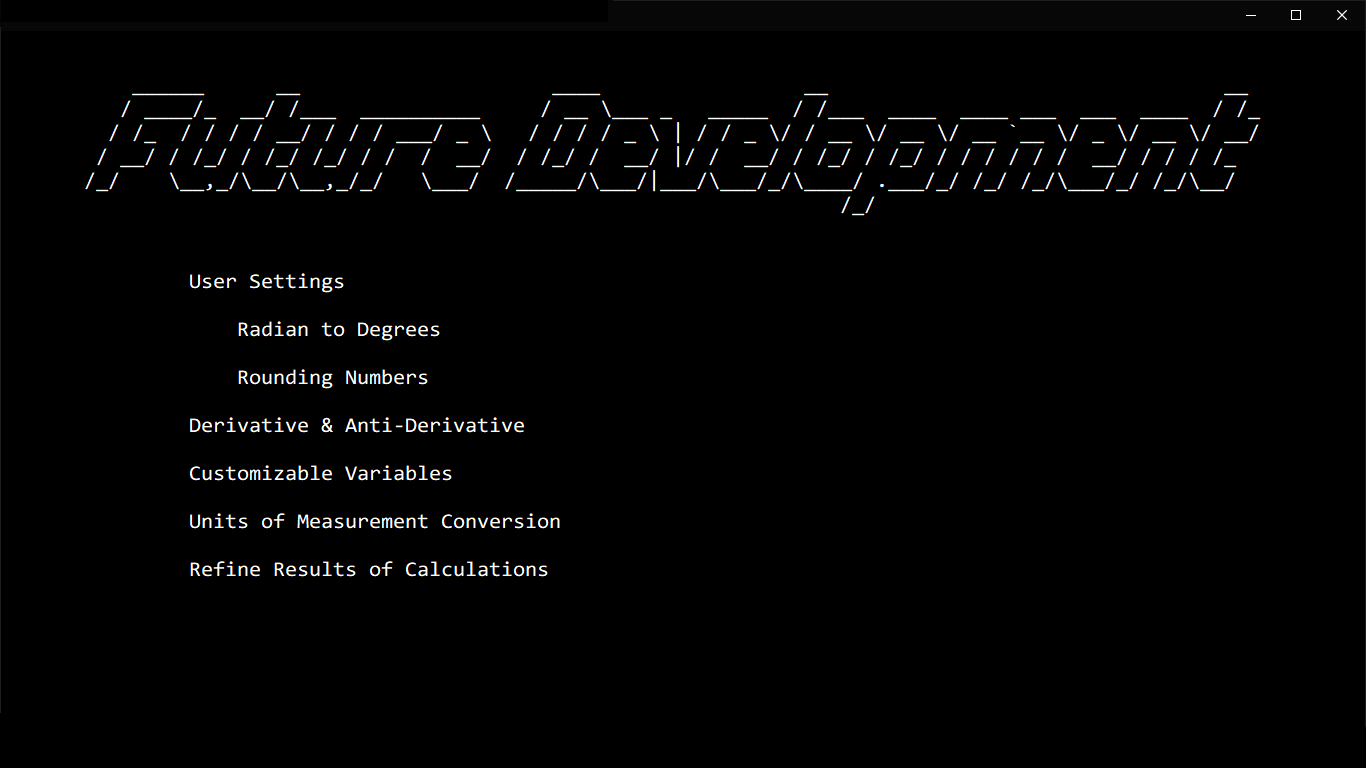 Future Development
User Settings
Radian to Degrees
Rounding Numbers
Derivative & Anti-Derivative
Customizable Variables
Units of Measurement Conversion
Refine Results of Calculations